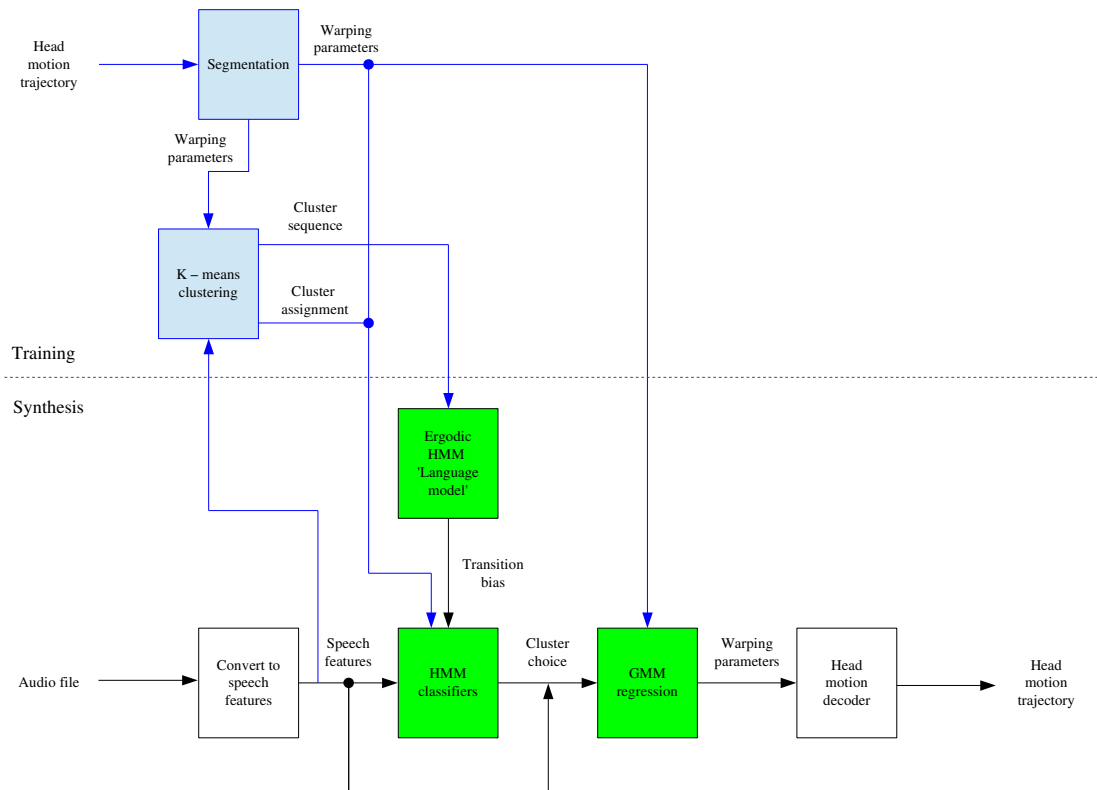 Head
motion
trajectory
Segmentation
Warping
parameters
Warping
parameters
Cluster
sequence
K – means
clustering
Cluster
assignment
Training
Synthesis
Ergodic
HMM
'Language
model'
Transition
bias
Audio file
Convert to
speech
features
Speech
features
HMM
classifiers
Cluster
choice
GMM
regression
Warping
parameters
Head
motion
decoder
Head
motion
trajectory